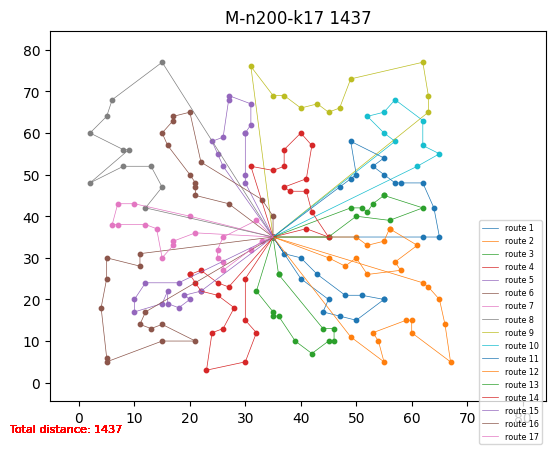 M-n200-k17 1437
80
70
60
50
40
30
20
10
0
route 1
route 2
route 3
route 4
route 5
route 6
route 7
route 8
route 9
route 10
route 11
route 12
route 13
route 14
route 15
route 16
route 17
0 10 20 30 40 50 60 70 80
Total distance: 1437